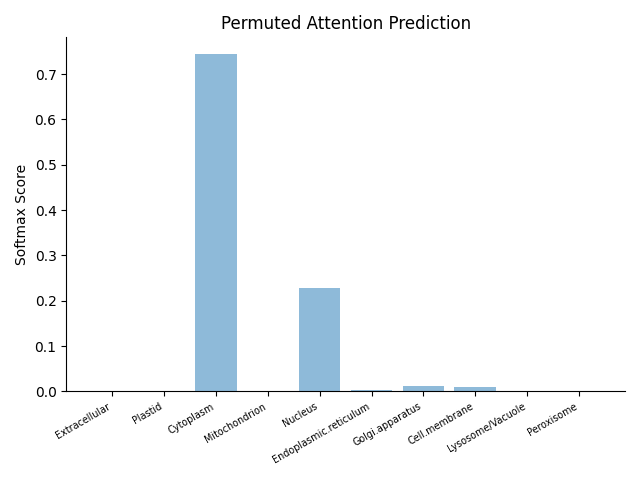 Permuted Attention Prediction
Softmax Score
0.7
0.6
0.5
0.4
0.3
0.2
0.1
0.0
Extracellular
Plastid
Cytoplasm
Mitochondrion
Nucleus
Endoplasmic.reticulum
Golgi.apparatus
Cell.membrane
Lysosome/Vacuole
Peroxisome